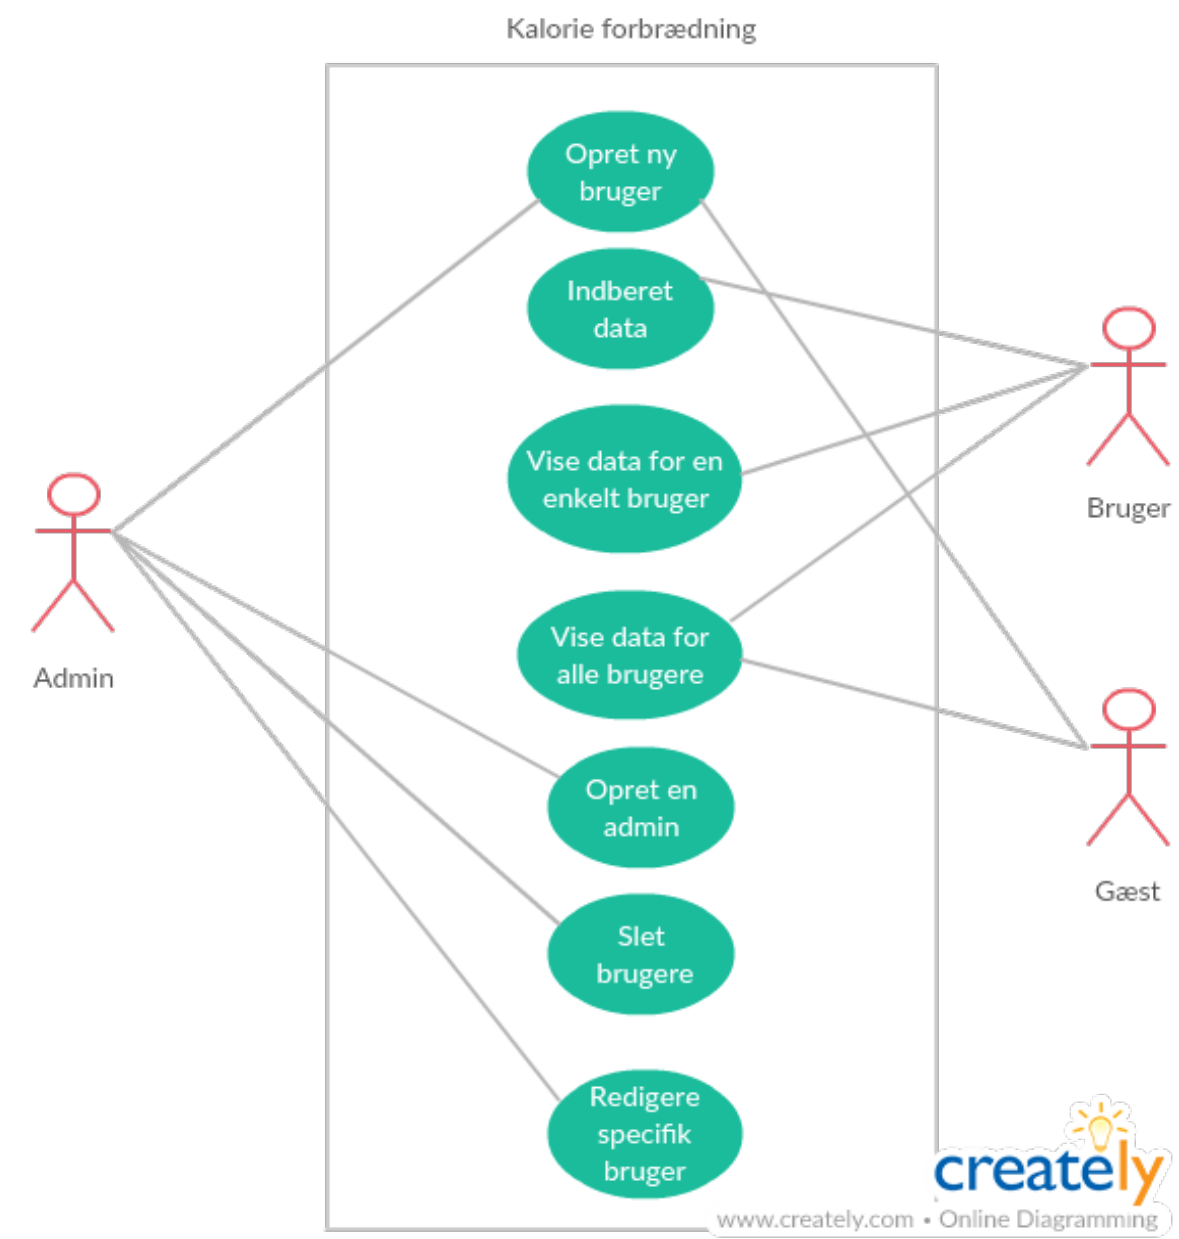 Kalorie forbrædning
Opret ny
bruger
Indberet
data
Vise data for en
enkelt bruger
Bruger
Vise data for
alle brugere
Admin
Opret en
admin
Gæst
Slet
brugere
Redigere
specifik
bruger
creately
www.creately.com • Online Diagramming